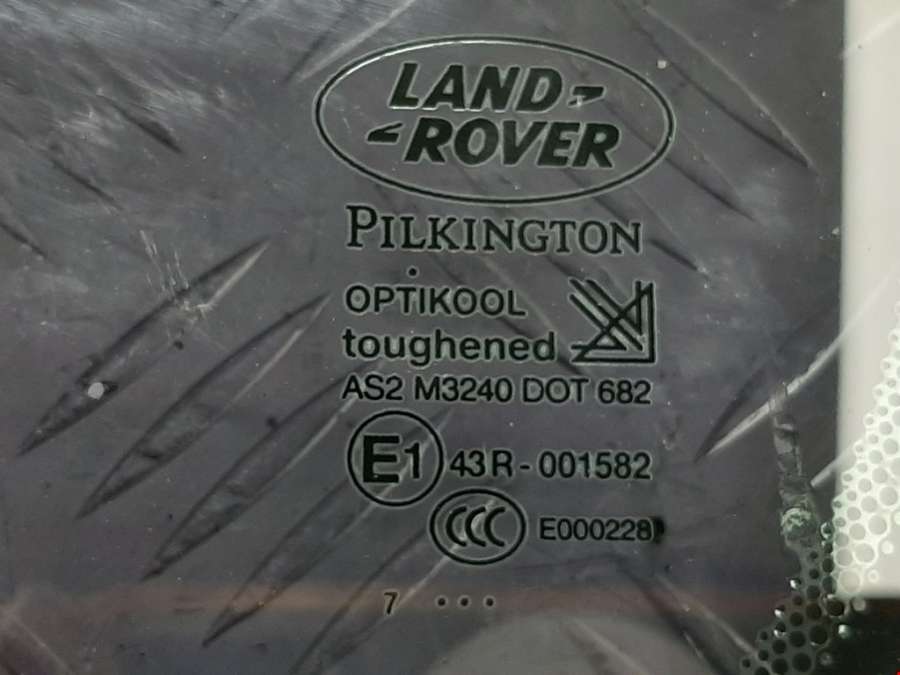 LAND
ROVER
PILKINGTON
OPTIKOOL
toughened
AS2 M3240 DOT 682
E1 43R-001582
CCC E000228
7 ...